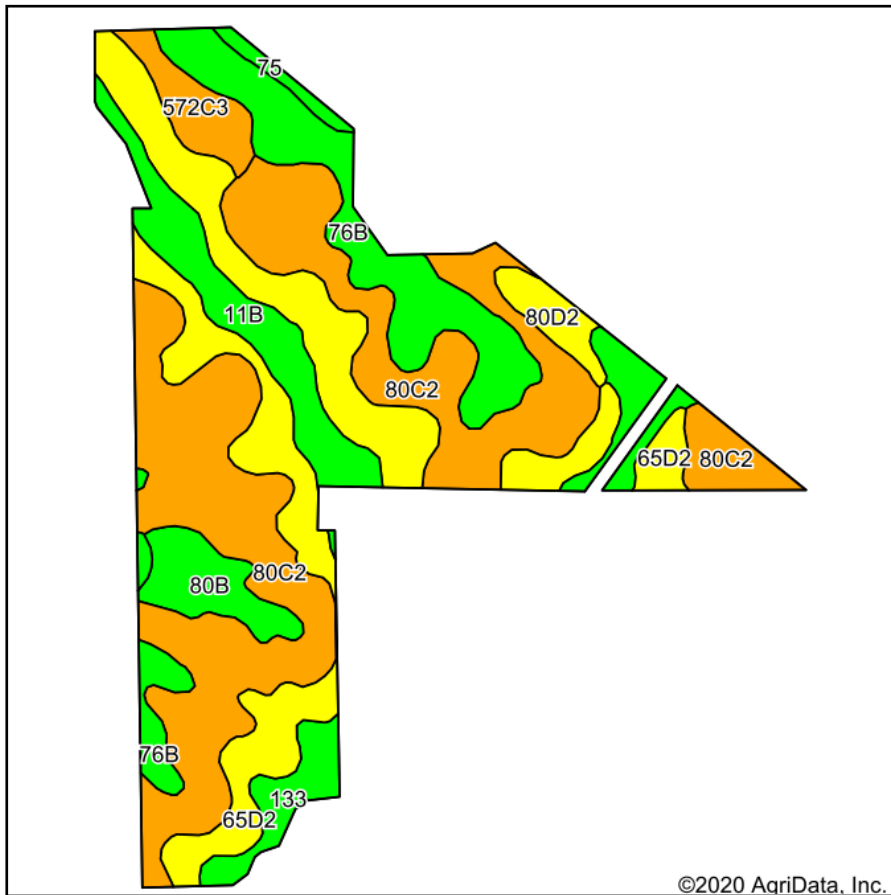 75
572C3
76B
11B
80D2
80C2
65D2 80C2
80C2
80B
76B
133
65D2
©2020 AgriData, Inc.